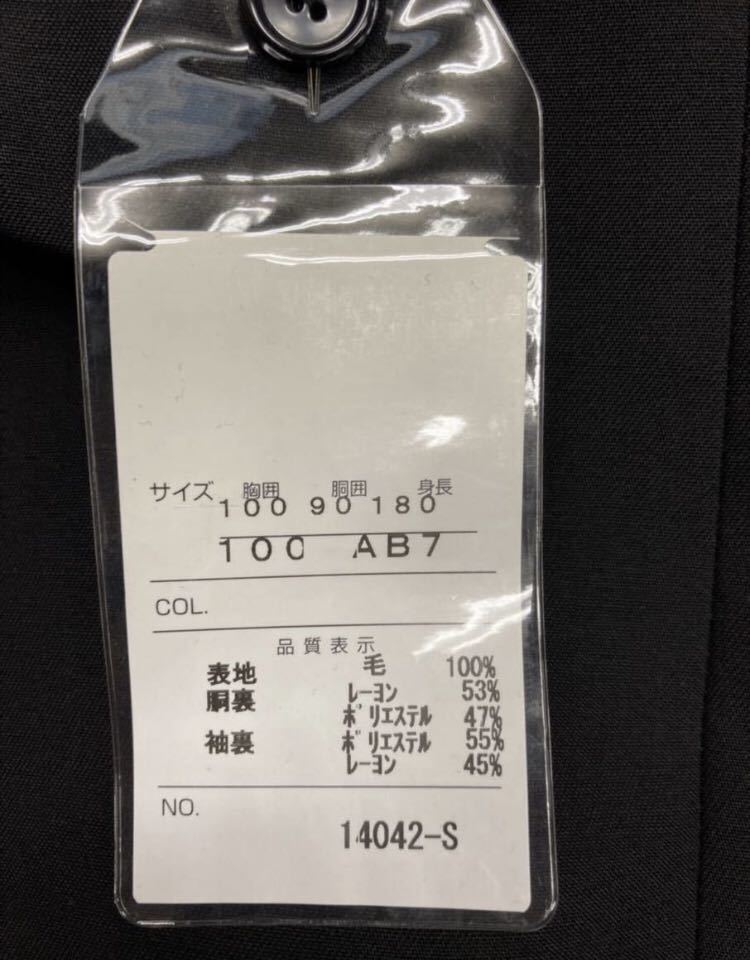 サイズ 胸囲 胴囲 身長
100 90 180
100 AB7
COL.
品質表示
表地 毛 100%
胴裏 レーヨン 53%
ポリエステル 47%
袖裏 ポリエステル 55%
レーヨン 45%
NO.
14042-S